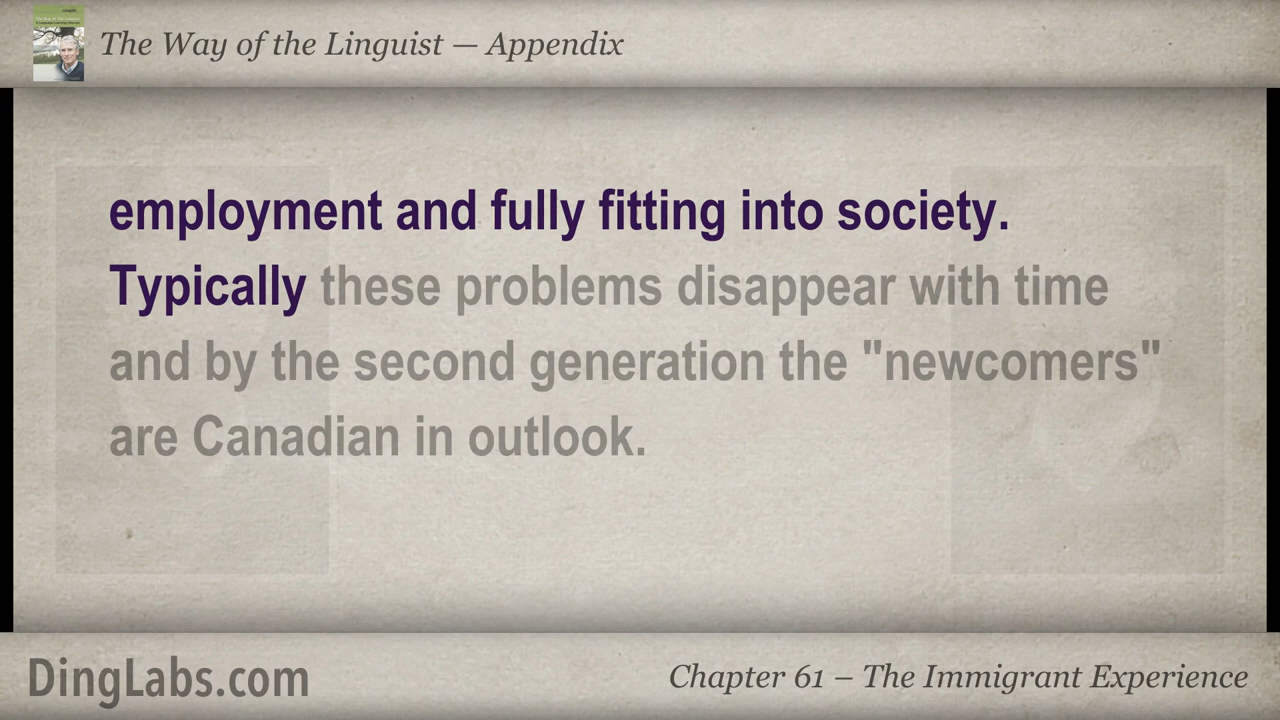 The Way of the Linguist — Appendix
employment and fully fitting into society.
Typically these problems disappear with time
and by the second generation the "newcomers"
are Canadian in outlook.
DingLabs.com
Chapter 61 – The Immigrant Experience